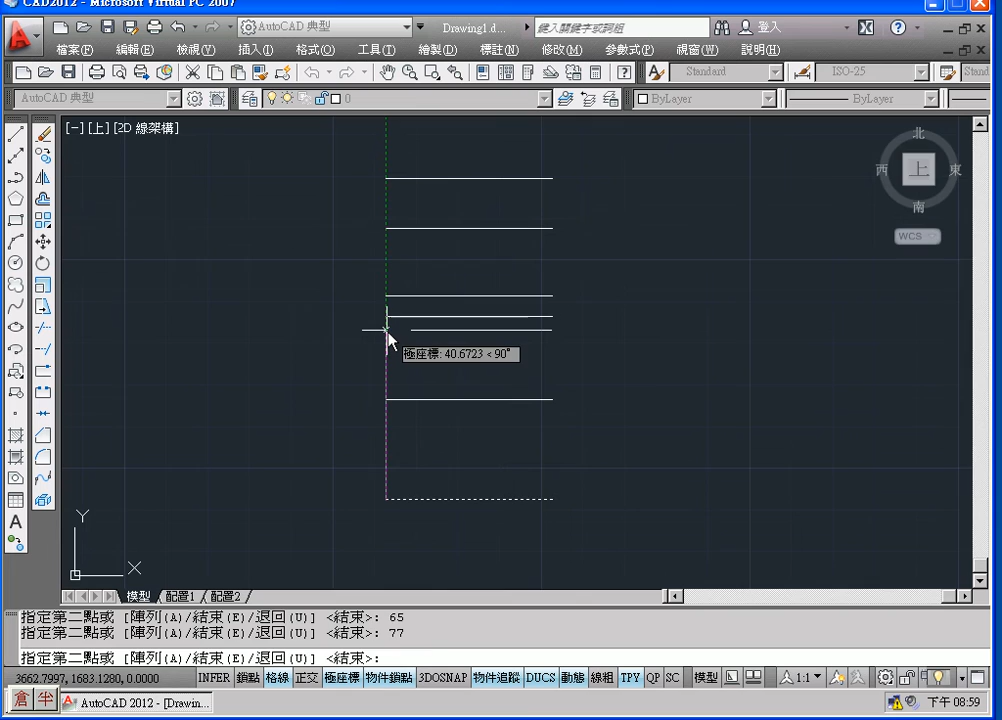 CAD2012 - Microsoft Virtual PC 2007
AutoCAD 典型
Drawing1.d...
鍵入關鍵字或詞組
登入
檔案(F) 編輯(E) 檢視(V) 插入(I) 格式(O) 工具(T) 繪製(D) 標註(N) 修改(M) 參數式(P) 視窗(W) 說明(H)
Standard ISO-25 Stand
AutoCAD 典型 0 ByLayer ByLayer
[−] [上] [2D 線架構]
北
西 上 東
南
WCS
極座標: 40.6723 < 90°
Y
X
模型 配置1 配置2
指定第二點或 [陣列(A)/結束(E)/退回(U)] <結束>: 65
指定第二點或 [陣列(A)/結束(E)/退回(U)] <結束>: 77
指定第二點或 [陣列(A)/結束(E)/退回(U)] <結束>:
3662.7997, 1683.1280, 0.0000 INFER 鎖點 格線 正交 極座標 物件鎖點 3DOSNAP 物件追蹤 DUCS 動態 線粗 TPY QP SC 模型 1:1
倉 半 AutoCAD 2012 - [Drawin... 下午 08:59